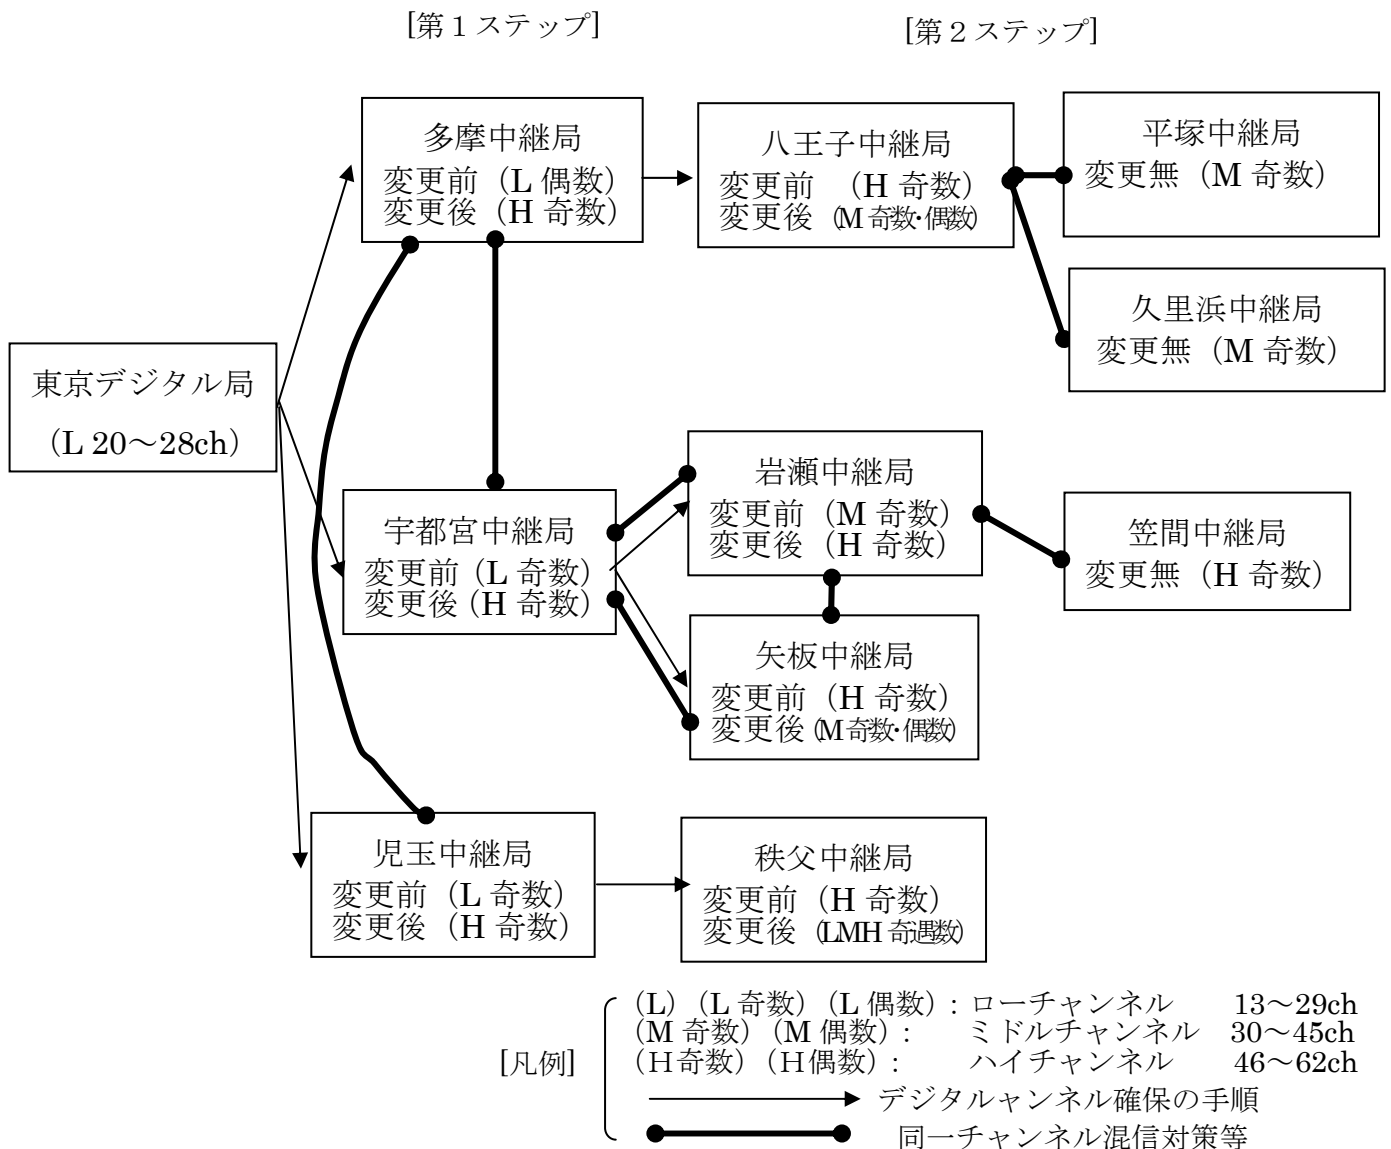 [第１ステップ]
[第２ステップ]
多摩中継局
変更前（L 偶数）
変更後（H 奇数）
八王子中継局
変更前　（H 奇数）
変更後（M 奇数・偶数）
平塚中継局
変更無（M 奇数）
久里浜中継局
変更無（M 奇数）
東京デジタル局
（L 20～28ch）
宇都宮中継局
変更前（L 奇数）
変更後（H 奇数）
岩瀬中継局
変更前（M 奇数）
変更後（H 奇数）
笠間中継局
変更無（H 奇数）
矢板中継局
変更前（H 奇数）
変更後（M 奇数・偶数）
児玉中継局
変更前（L 奇数）
変更後（H 奇数）
秩父中継局
変更前（H 奇数）
変更後（LMH 奇遇数）
[凡例]
（L）（L 奇数）（L 偶数）：ローチャンネル　13～29ch
（M 奇数）（M 偶数）：　ミドルチャンネル　30～45ch
（H奇数）（H偶数）：　ハイチャンネル　46～62ch
デジタルャンネル確保の手順
同一チャンネル混信対策等